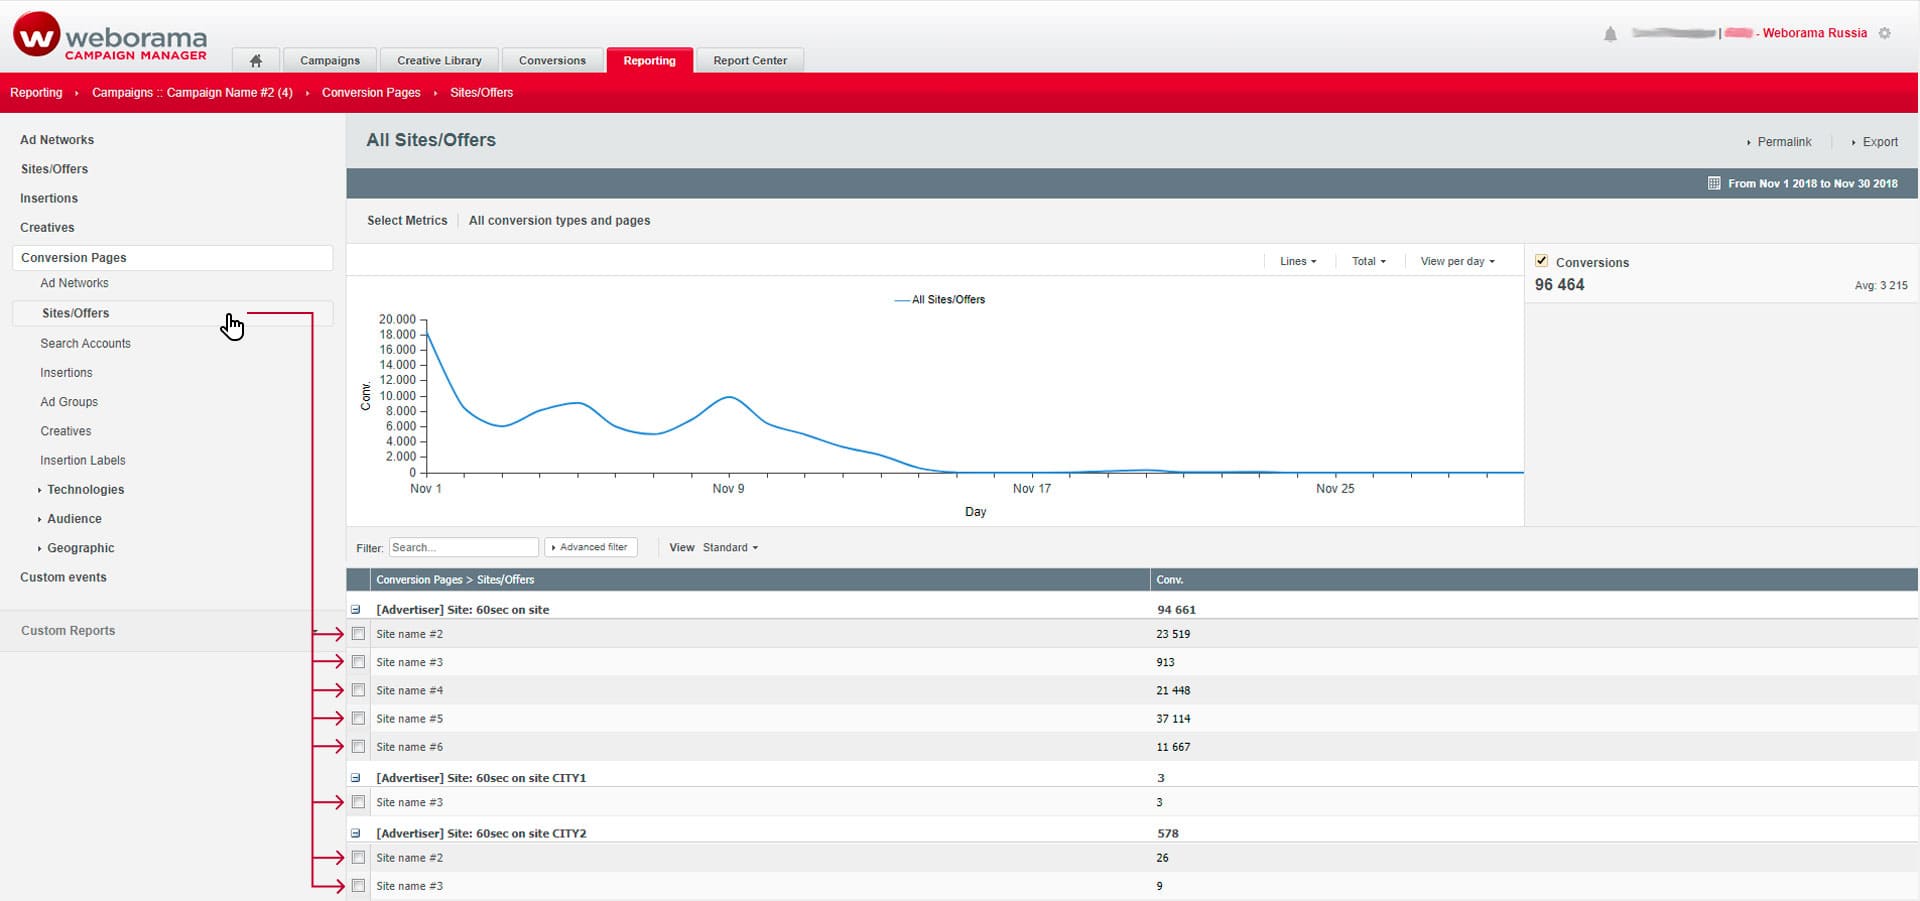 weborama
CAMPAIGN MANAGER
Campaigns
Creative Library
Conversions
Reporting
Report Center
| - Weborama Russia
Reporting Campaigns :: Campaign Name #2 (4) Conversion Pages Sites/Offers
Ad Networks
Sites/Offers
Insertions
Creatives
Conversion Pages
Ad Networks
Sites/Offers
Search Accounts
Insertions
Ad Groups
Creatives
Insertion Labels
Technologies
Audience
Geographic
Custom events
Custom Reports
All Sites/Offers
Permalink
Export
From Nov 1 2018 to Nov 30 2018
Select Metrics
All conversion types and pages
Lines
Total
View per day
Conversions
96 464
Avg: 3 215
All Sites/Offers
20.000
18.000
16.000
14.000
12.000
10.000
8.000
6.000
4.000
2.000
0
Conv.
Nov 1
Nov 9
Nov 17
Nov 25
Day
Filter: Search... Advanced filter View Standard
Conversion Pages > Sites/Offers Conv.
[Advertiser] Site: 60sec on site 94 661
Site name #2 23 519
Site name #3 913
Site name #4 21 448
Site name #5 37 114
Site name #6 11 667
[Advertiser] Site: 60sec on site CITY1 3
Site name #3 3
[Advertiser] Site: 60sec on site CITY2 578
Site name #2 26
Site name #3 9